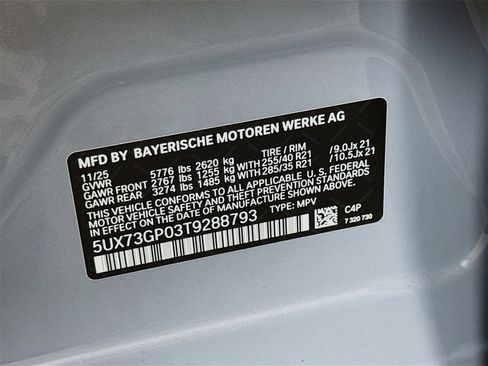 MFD BY BAYERISCHE MOTOREN WERKE AG
11/25 5776 lbs 2620 kg TIRE / RIM
GVWR
GAWR FRONT 2767 lbs 1255 kg 255/40 R21 /9.0Jx 21
GAWR REAR 3274 lbs 1485 kg 285/35 R21 /10.5Jx 21
THIS VEHICLE CONFORMS TO ALL APPLICABLE U.S. FEDERAL
MOTOR VEHICLE SAFETY AND THEFT PREVENTION STANDARDS
IN EFFECT ON THE DATE OF MANUFACTURE SHOWN ABOVE.
5UX73GP03T9288793 TYPE: MPV C4P
7 320 730